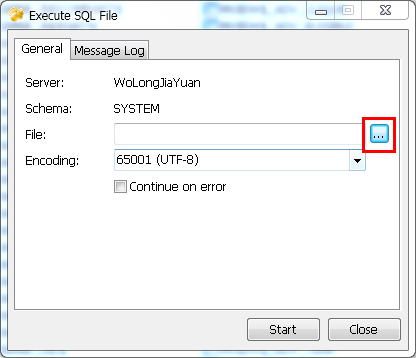 Execute SQL File
General Message Log
Server: WoLongJiaYuan
Schema: SYSTEM
File: ...
Encoding: 65001 (UTF-8)
Continue on error
Start Close